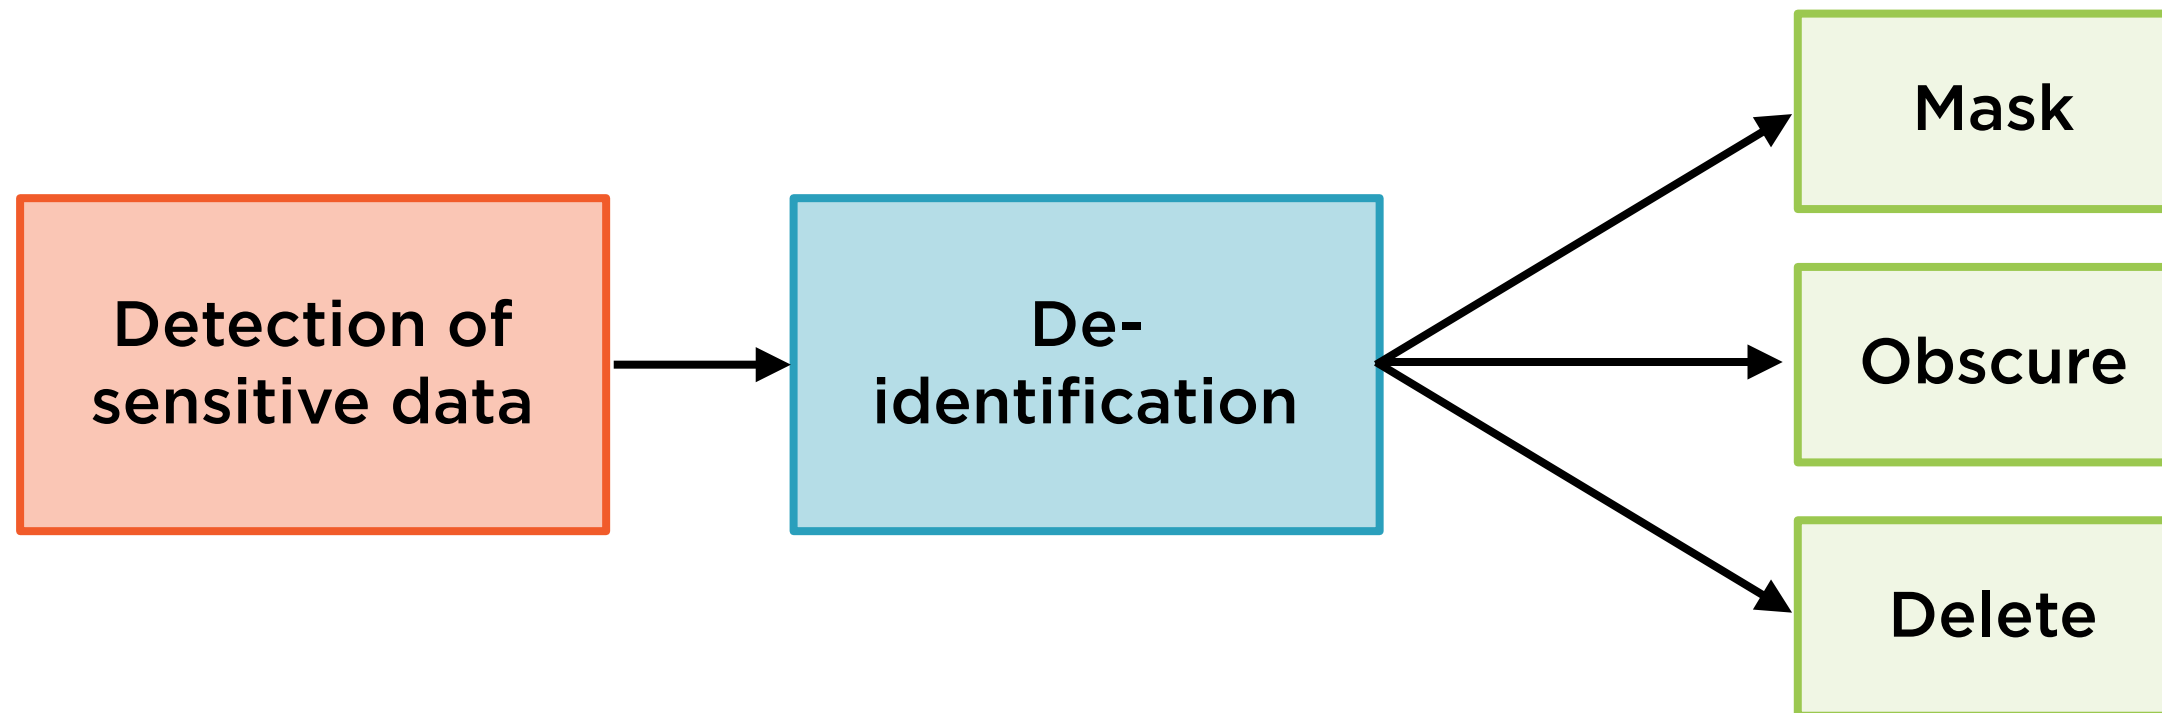 Detection of
sensitive data
De-
identification
Mask
Obscure
Delete